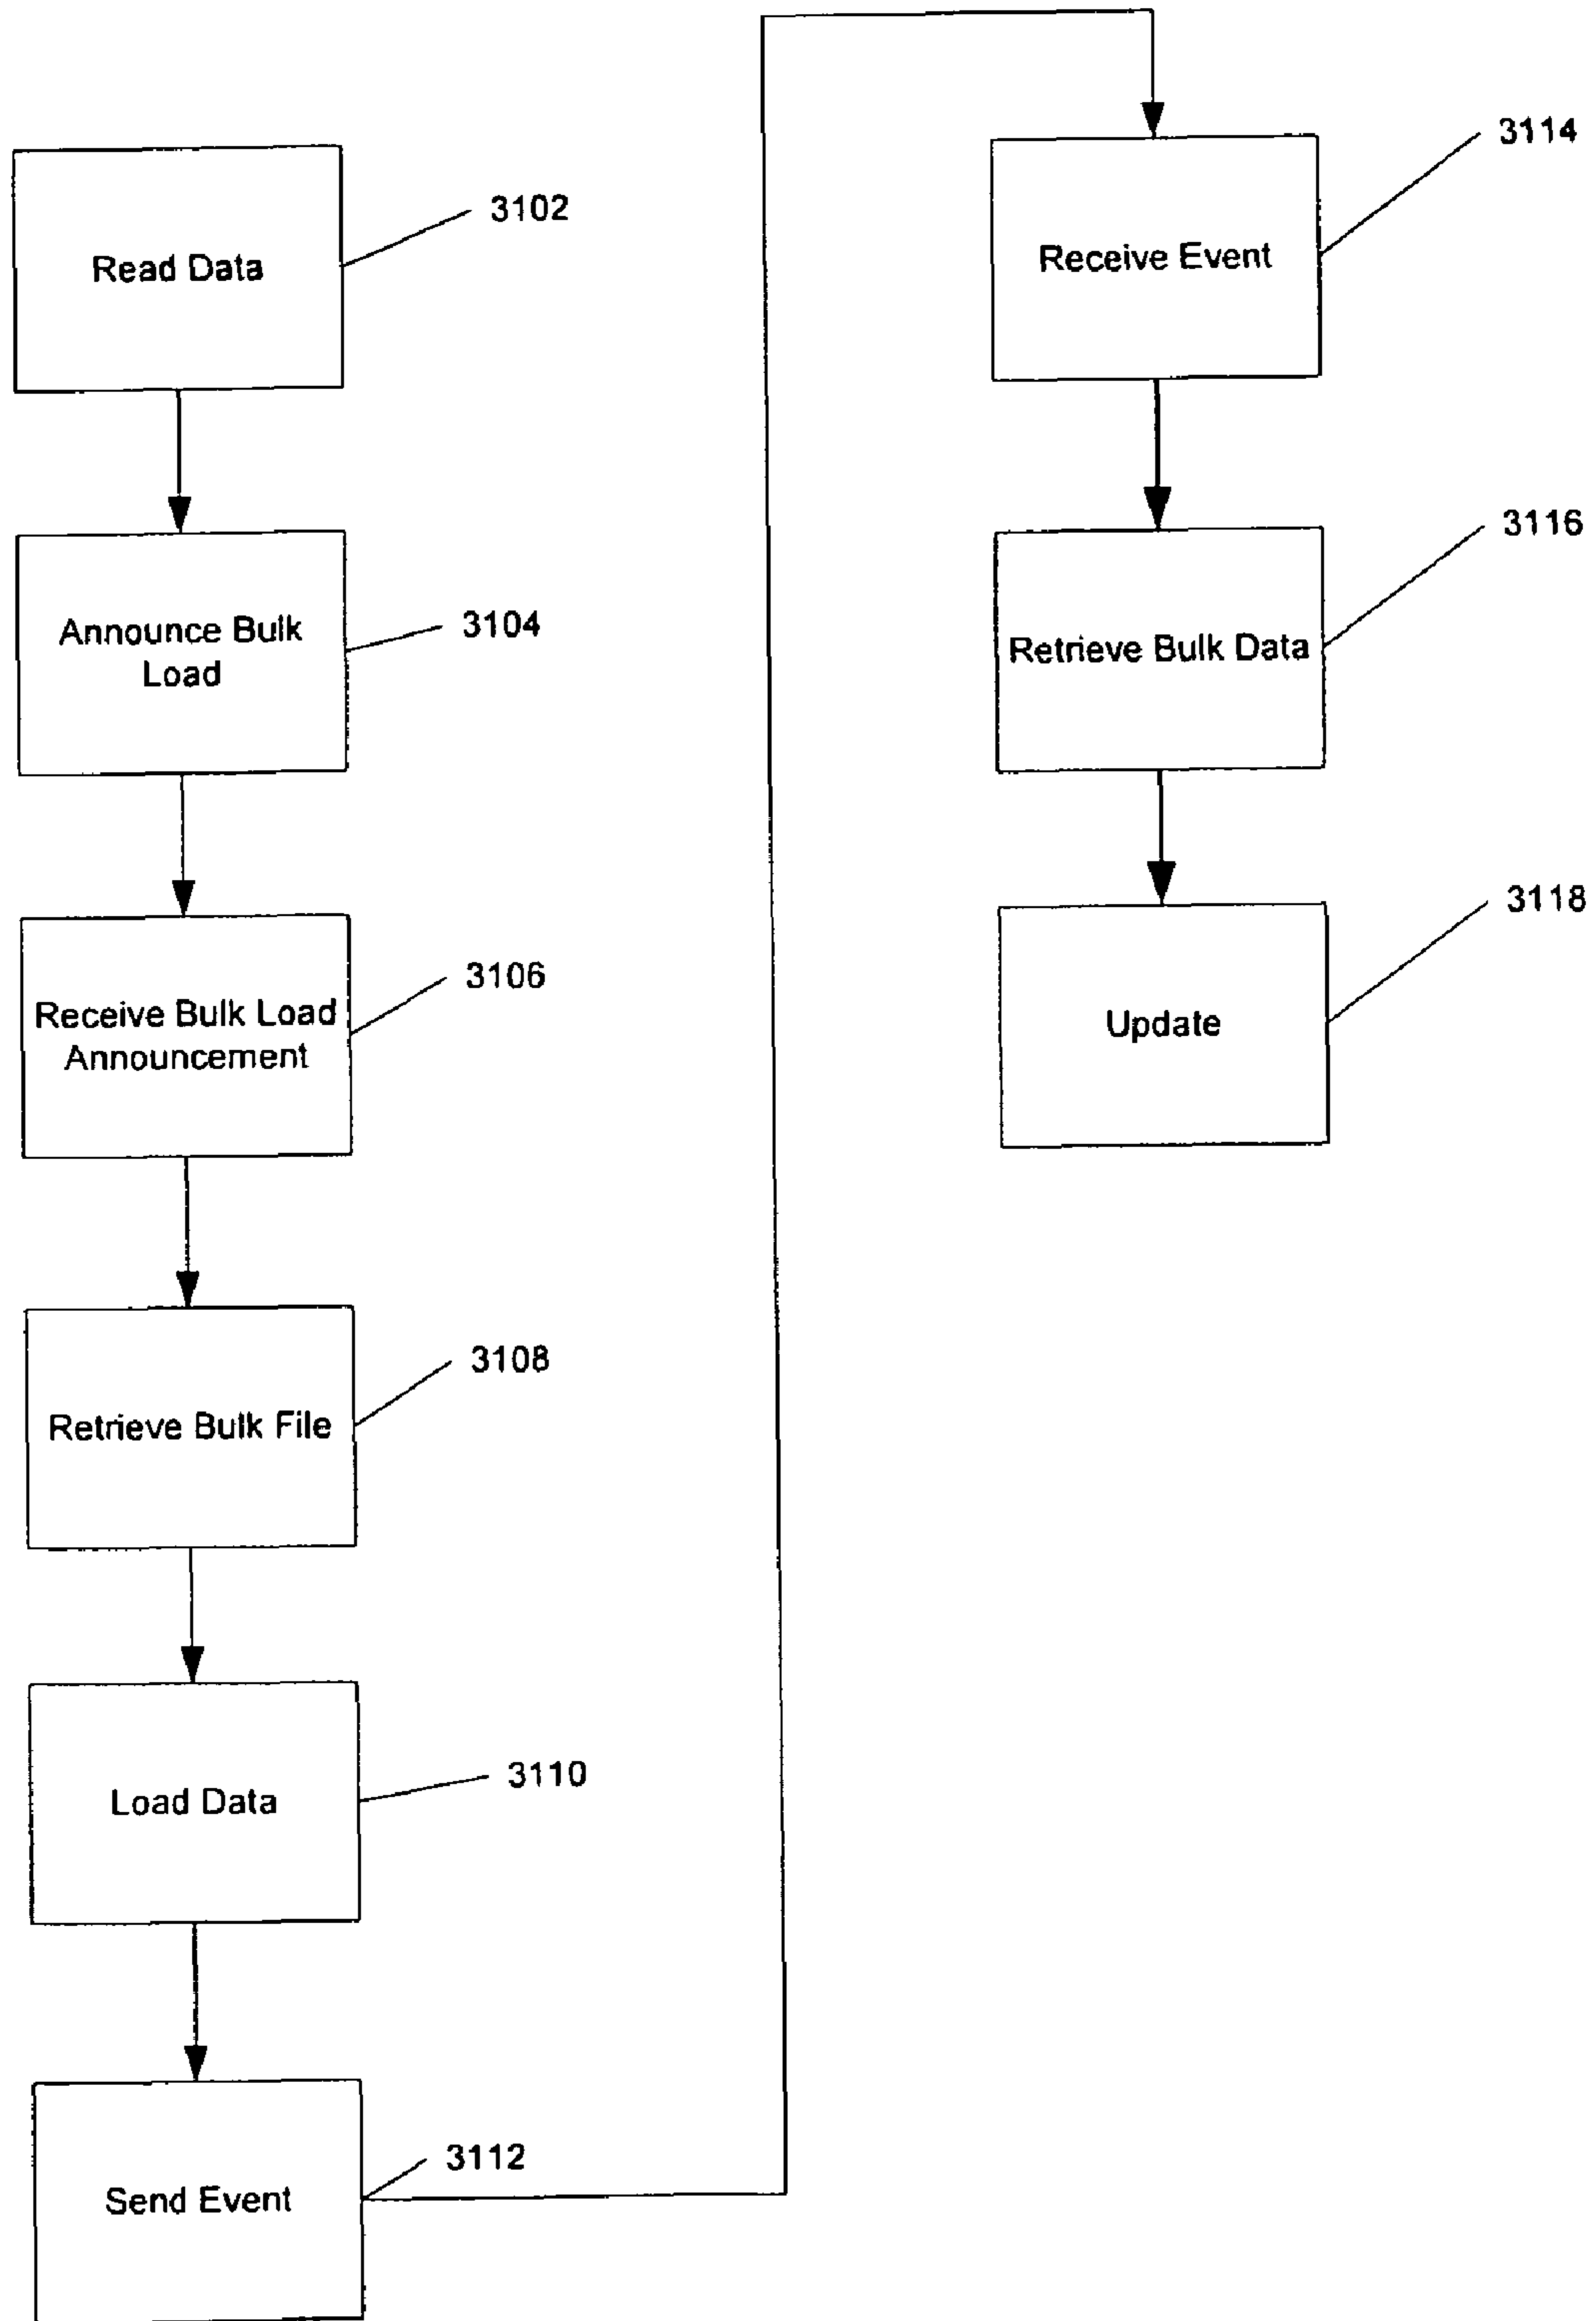 Read Data
3102
Announce Bulk
Load
3104
Receive Bulk Load
Announcement
3106
Retrieve Bulk File
3108
Load Data
3110
Send Event
3112
Receive Event
3114
Retrieve Bulk Data
3116
Update
3118